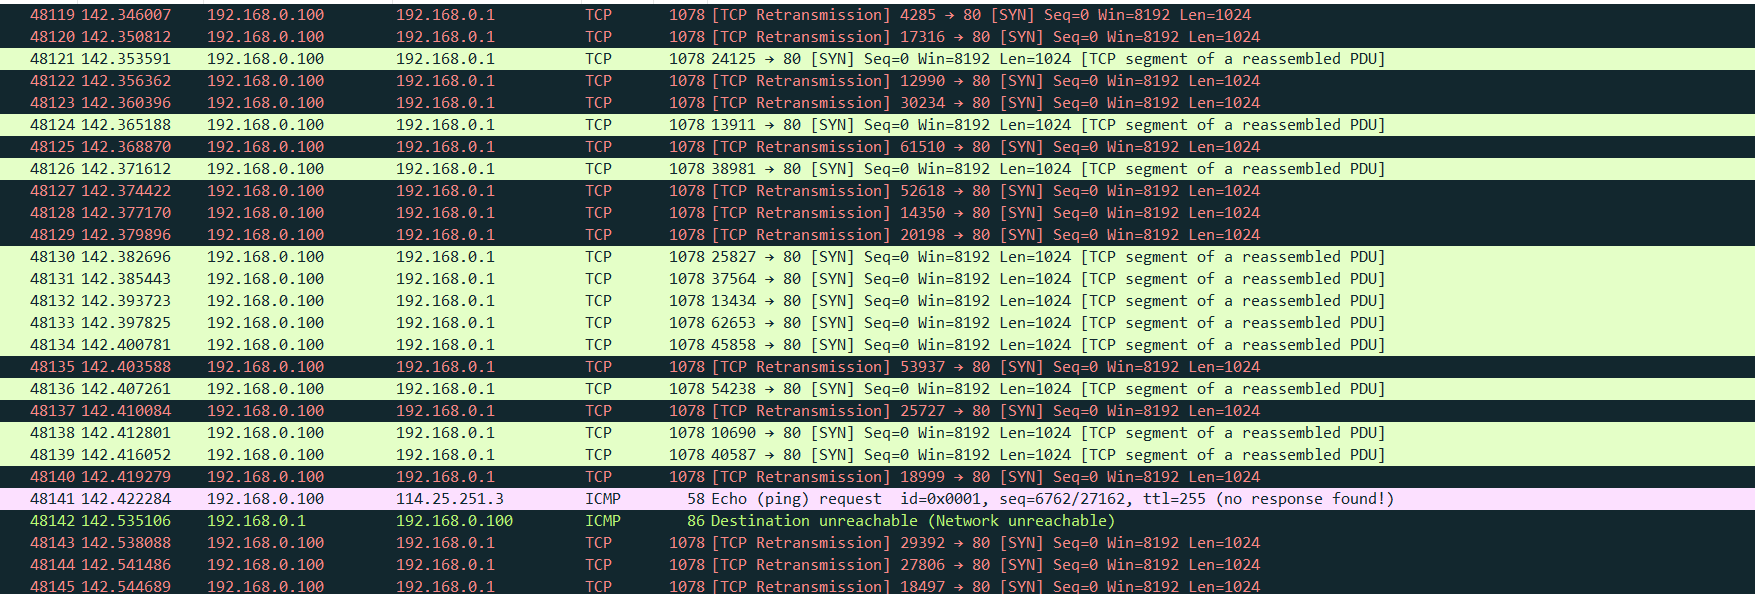 48119 142.346007 192.168.0.100 192.168.0.1 TCP 1078 [TCP Retransmission] 4285 → 80 [SYN] Seq=0 Win=8192 Len=1024
48120 142.350812 192.168.0.100 192.168.0.1 TCP 1078 [TCP Retransmission] 17316 → 80 [SYN] Seq=0 Win=8192 Len=1024
48121 142.353591 192.168.0.100 192.168.0.1 TCP 1078 24125 → 80 [SYN] Seq=0 Win=8192 Len=1024 [TCP segment of a reassembled PDU]
48122 142.356362 192.168.0.100 192.168.0.1 TCP 1078 [TCP Retransmission] 12990 → 80 [SYN] Seq=0 Win=8192 Len=1024
48123 142.360396 192.168.0.100 192.168.0.1 TCP 1078 [TCP Retransmission] 30234 → 80 [SYN] Seq=0 Win=8192 Len=1024
48124 142.365188 192.168.0.100 192.168.0.1 TCP 1078 13911 → 80 [SYN] Seq=0 Win=8192 Len=1024 [TCP segment of a reassembled PDU]
48125 142.368870 192.168.0.100 192.168.0.1 TCP 1078 [TCP Retransmission] 61510 → 80 [SYN] Seq=0 Win=8192 Len=1024
48126 142.371612 192.168.0.100 192.168.0.1 TCP 1078 38981 → 80 [SYN] Seq=0 Win=8192 Len=1024 [TCP segment of a reassembled PDU]
48127 142.374422 192.168.0.100 192.168.0.1 TCP 1078 [TCP Retransmission] 52618 → 80 [SYN] Seq=0 Win=8192 Len=1024
48128 142.377170 192.168.0.100 192.168.0.1 TCP 1078 [TCP Retransmission] 14350 → 80 [SYN] Seq=0 Win=8192 Len=1024
48129 142.379896 192.168.0.100 192.168.0.1 TCP 1078 [TCP Retransmission] 20198 → 80 [SYN] Seq=0 Win=8192 Len=1024
48130 142.382696 192.168.0.100 192.168.0.1 TCP 1078 25827 → 80 [SYN] Seq=0 Win=8192 Len=1024 [TCP segment of a reassembled PDU]
48131 142.385443 192.168.0.100 192.168.0.1 TCP 1078 37564 → 80 [SYN] Seq=0 Win=8192 Len=1024 [TCP segment of a reassembled PDU]
48132 142.393723 192.168.0.100 192.168.0.1 TCP 1078 13434 → 80 [SYN] Seq=0 Win=8192 Len=1024 [TCP segment of a reassembled PDU]
48133 142.397825 192.168.0.100 192.168.0.1 TCP 1078 62653 → 80 [SYN] Seq=0 Win=8192 Len=1024 [TCP segment of a reassembled PDU]
48134 142.400781 192.168.0.100 192.168.0.1 TCP 1078 45858 → 80 [SYN] Seq=0 Win=8192 Len=1024 [TCP segment of a reassembled PDU]
48135 142.403588 192.168.0.100 192.168.0.1 TCP 1078 [TCP Retransmission] 53937 → 80 [SYN] Seq=0 Win=8192 Len=1024
48136 142.407261 192.168.0.100 192.168.0.1 TCP 1078 54238 → 80 [SYN] Seq=0 Win=8192 Len=1024 [TCP segment of a reassembled PDU]
48137 142.410084 192.168.0.100 192.168.0.1 TCP 1078 [TCP Retransmission] 25727 → 80 [SYN] Seq=0 Win=8192 Len=1024
48138 142.412801 192.168.0.100 192.168.0.1 TCP 1078 10690 → 80 [SYN] Seq=0 Win=8192 Len=1024 [TCP segment of a reassembled PDU]
48139 142.416052 192.168.0.100 192.168.0.1 TCP 1078 40587 → 80 [SYN] Seq=0 Win=8192 Len=1024 [TCP segment of a reassembled PDU]
48140 142.419279 192.168.0.100 192.168.0.1 TCP 1078 [TCP Retransmission] 18999 → 80 [SYN] Seq=0 Win=8192 Len=1024
48141 142.422284 192.168.0.100 114.25.251.3 ICMP 58 Echo (ping) request id=0x0001, seq=6762/27162, ttl=255 (no response found!)
48142 142.535106 192.168.0.1 192.168.0.100 ICMP 86 Destination unreachable (Network unreachable)
48143 142.538088 192.168.0.100 192.168.0.1 TCP 1078 [TCP Retransmission] 29392 → 80 [SYN] Seq=0 Win=8192 Len=1024
48144 142.541486 192.168.0.100 192.168.0.1 TCP 1078 [TCP Retransmission] 27806 → 80 [SYN] Seq=0 Win=8192 Len=1024
48145 142.544689 192.168.0.100 192.168.0.1 TCP 1078 [TCP Retransmission] 18497 → 80 [SYN] Seq=0 Win=8192 Len=1024